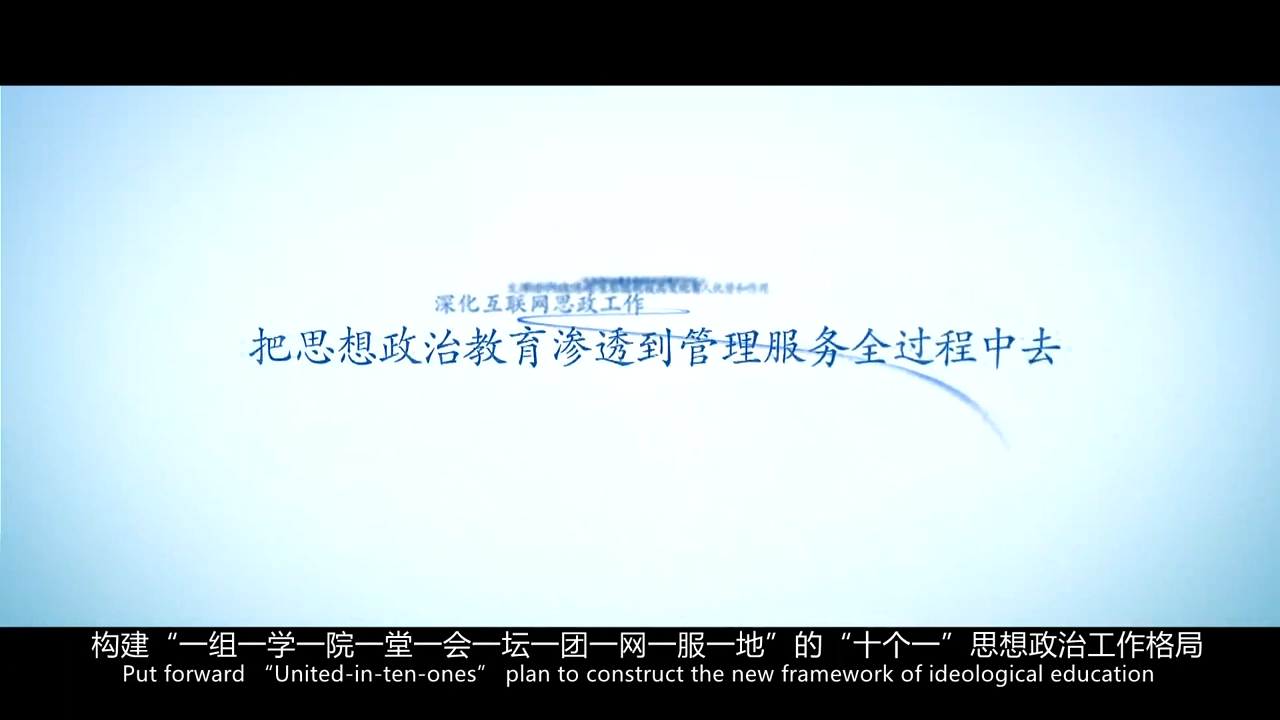 深化互联网思政工作
把思想政治教育渗透到管理服务全过程中去
构建“一组一学一院一堂一会一坛一团一网一服一地”的“十个一”思想政治工作格局
Put forward “United-in-ten-ones” plan to construct the new framework of ideological education